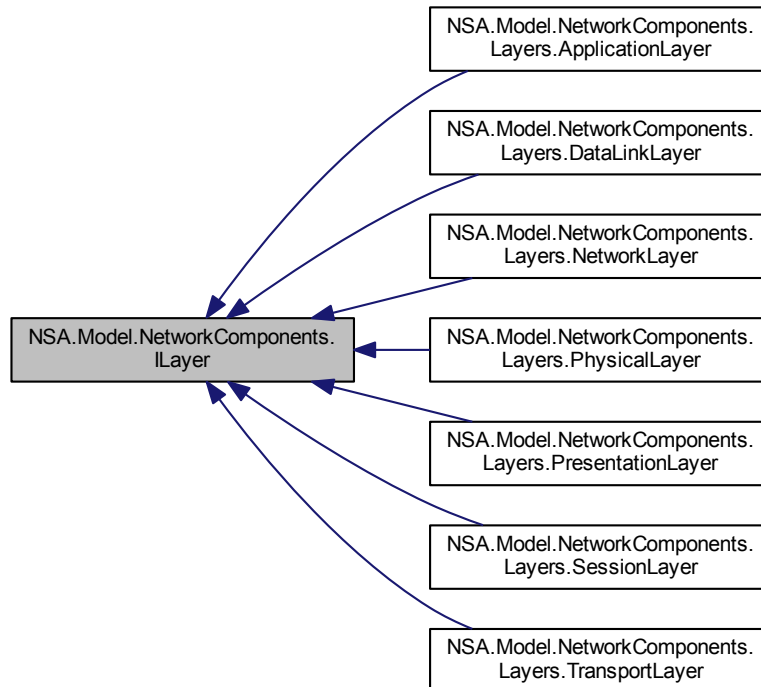 NSA.Model.NetworkComponents.
Layers.ApplicationLayer
NSA.Model.NetworkComponents.
Layers.DataLinkLayer
NSA.Model.NetworkComponents.
Layers.NetworkLayer
NSA.Model.NetworkComponents.
ILayer
NSA.Model.NetworkComponents.
Layers.PhysicalLayer
NSA.Model.NetworkComponents.
Layers.PresentationLayer
NSA.Model.NetworkComponents.
Layers.SessionLayer
NSA.Model.NetworkComponents.
Layers.TransportLayer